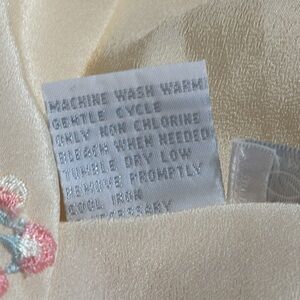 MACHINE WASH WARM
GENTLE CYCLE
ONLY NON CHLORINE
BLEACH WHEN NEEDED
TUMBLE DRY LOW
REMOVE PROMPTLY
COOL IRON